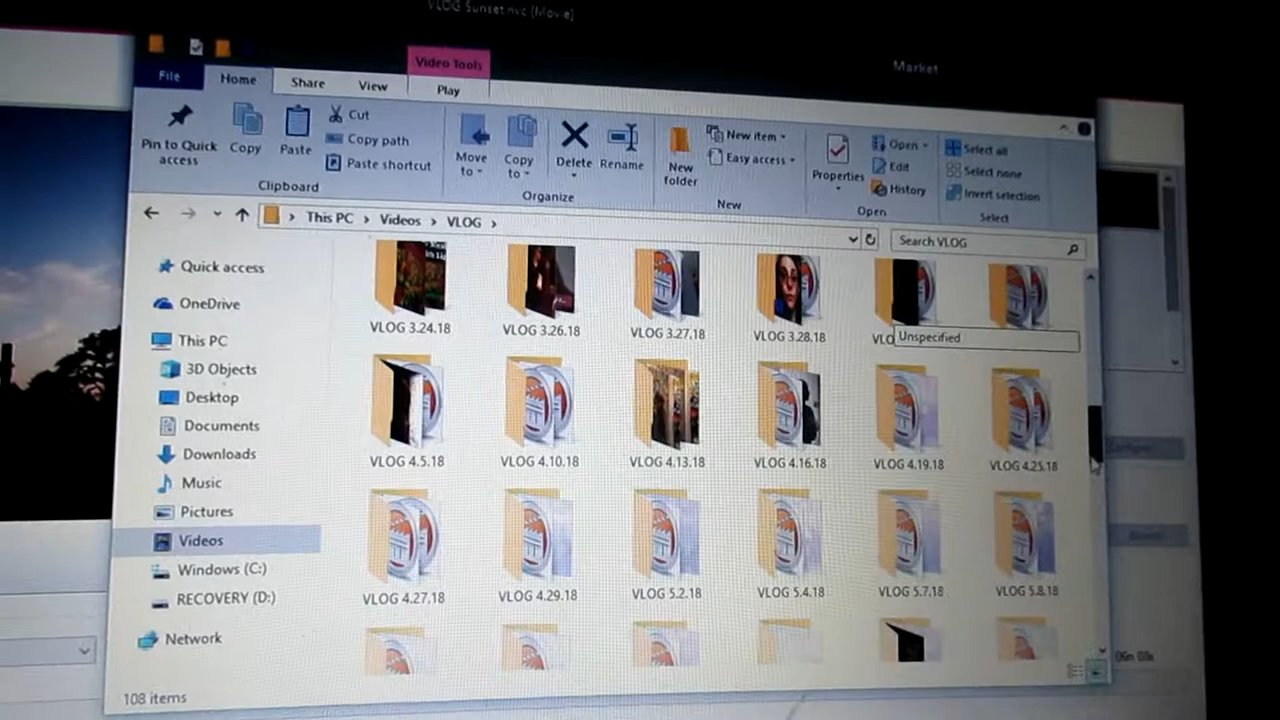 VLOG Sunset.nvc [Movie]
Market
Video Tools
File Home Share View Play
Pin to Quick access
Copy
Paste
Cut
Copy path
Paste shortcut
Clipboard
Move to
Copy to
Delete
Rename
Organize
New folder
New item
Easy access
New
Properties
Open
Edit
History
Open
Select all
Select none
Invert selection
Select
This PC > Videos > VLOG >
Search VLOG
Quick access
OneDrive
This PC
3D Objects
Desktop
Documents
Downloads
Music
Pictures
Videos
Windows (C:)
RECOVERY (D:)
Network
VLOG 3.24.18
VLOG 3.26.18
VLOG 3.27.18
VLOG 3.28.18
VLO
Unspecified
VLOG 4.5.18
VLOG 4.10.18
VLOG 4.13.18
VLOG 4.16.18
VLOG 4.19.18
VLOG 4.25.18
VLOG 4.27.18
VLOG 4.29.18
VLOG 5.2.18
VLOG 5.4.18
VLOG 5.7.18
VLOG 5.8.18
108 items